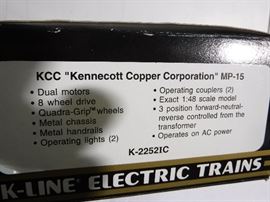 KCC "Kennecott Copper Corporation" MP-15
• Dual motors
• 8 wheel drive
• Quadra-Grip™ wheels
• Metal chassis
• Metal handrails
• Operating lights (2)
• Operating couplers (2)
• Exact 1:48 scale model
• 3 position forward-neutral-
reverse controlled from the
transformer
• Operates on AC power
K-2252IC
K-LINE ELECTRIC TRAINS